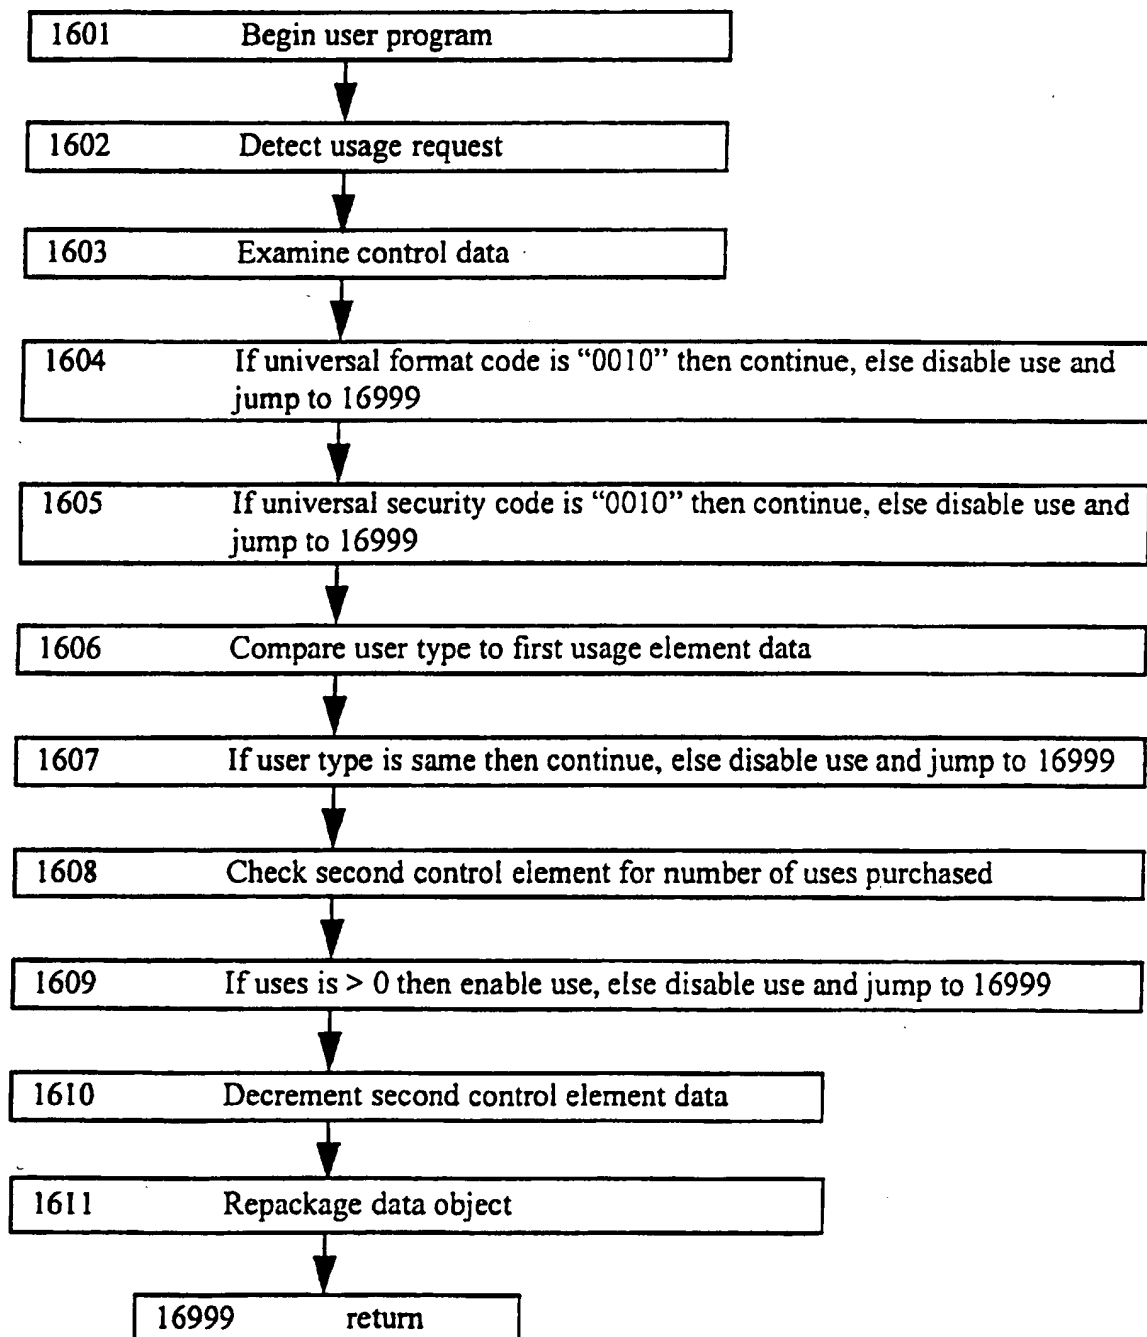 1601 Begin user program
1602 Detect usage request
1603 Examine control data
1604 If universal format code is “0010” then continue, else disable use and
jump to 16999
1605 If universal security code is “0010” then continue, else disable use and
jump to 16999
1606 Compare user type to first usage element data
1607 If user type is same then continue, else disable use and jump to 16999
1608 Check second control element for number of uses purchased
1609 If uses is > 0 then enable use, else disable use and jump to 16999
1610 Decrement second control element data
1611 Repackage data object
16999 return